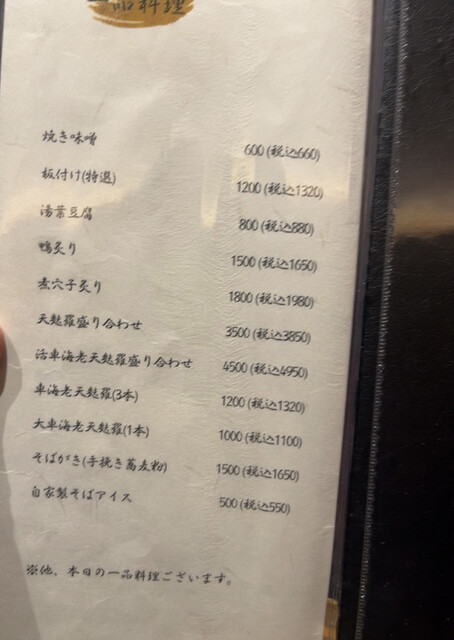 一品料理
焼き味噌 600 (税込660)
板付け(特選) 1200 (税込1320)
湯葉豆腐 800 (税込880)
鴨炙り 1500 (税込1650)
煮穴子炙り 1800 (税込1980)
天麩羅盛り合わせ 3500 (税込3850)
活車海老天麩羅盛り合わせ 4500 (税込4950)
車海老天麩羅(3本) 1200 (税込1320)
大車海老天麩羅(1本) 1000 (税込1100)
そばがき(手挽き蕎麦粉) 1500 (税込1650)
自家製そばアイス 500 (税込550)
※他、本日の一品料理ございます。